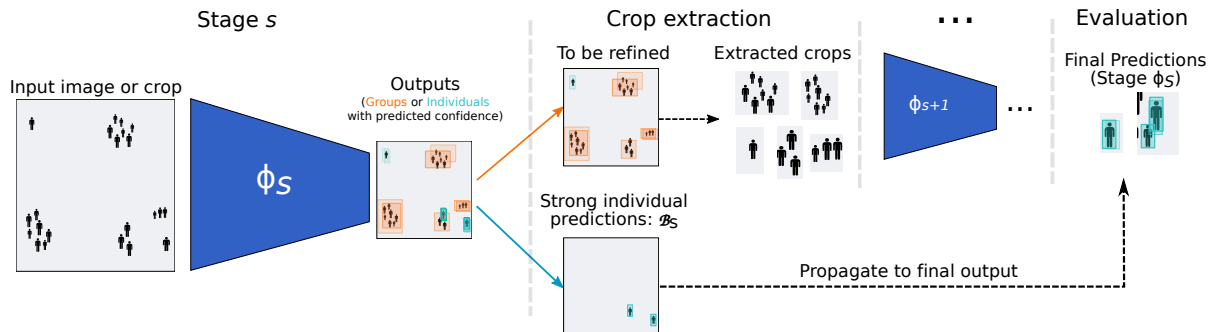 Stage s
Crop extraction
...
Evaluation
Input image or crop
ϕS
Outputs
(Groups or Individuals
with predicted confidence)
To be refined
Extracted crops
Strong individual
predictions: ℬS
ϕs+1
...
Final Predictions
(Stage ϕS)
Propagate to final output